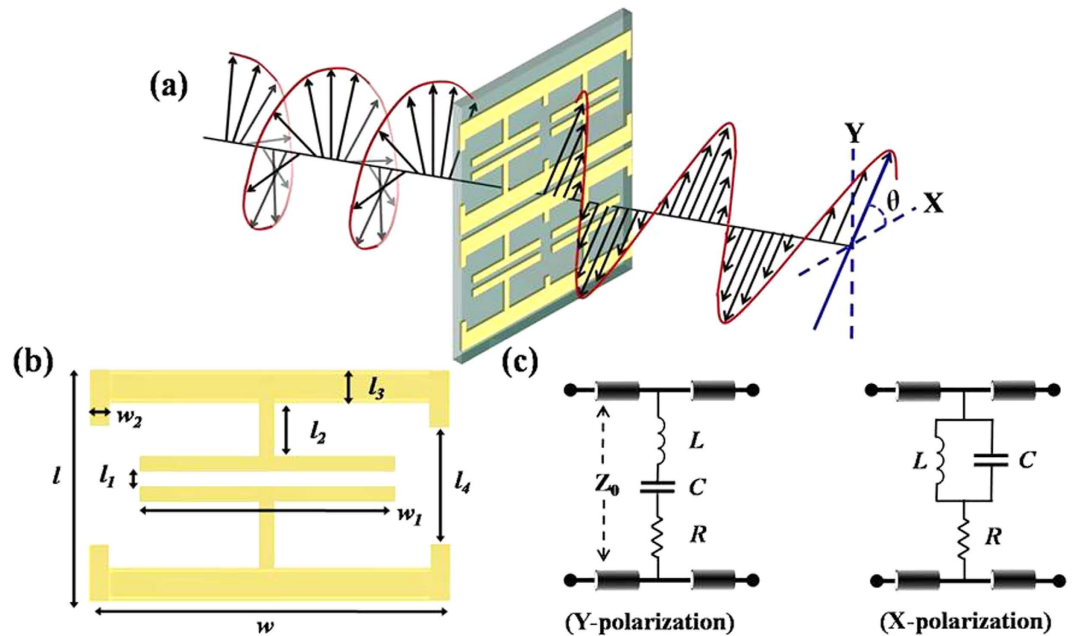 (a)
Y
X
θ
(b)
w₂
l₃
l₂
l
l₁
l₄
w₁
w
(c)
L
Z₀
C
R
(Y-polarization)
L
C
R
(X-polarization)